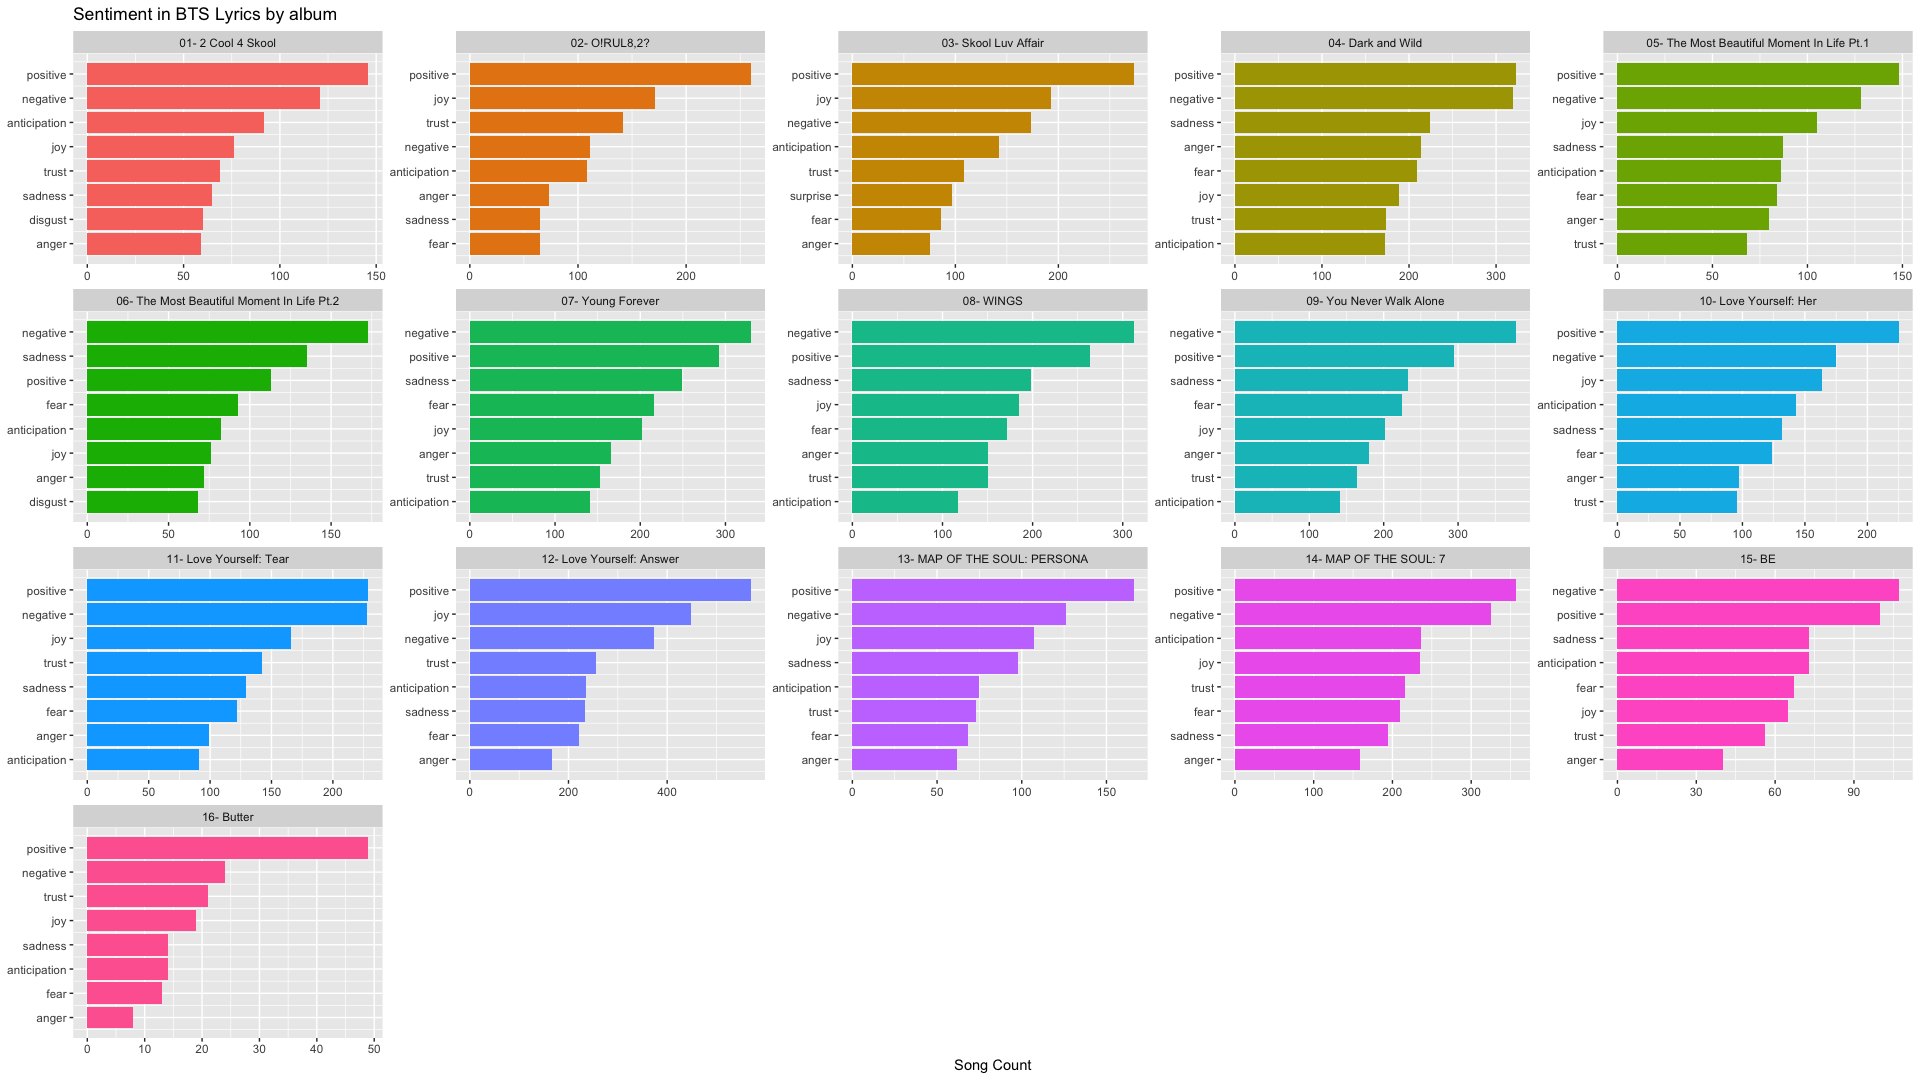 Sentiment in BTS Lyrics by album
01- 2 Cool 4 Skool
positive
negative
anticipation
joy
trust
sadness
disgust
anger
0 50 100 150
02- O!RUL8,2?
positive
joy
trust
negative
anticipation
anger
sadness
fear
0 100 200
03- Skool Luv Affair
positive
joy
negative
anticipation
trust
surprise
fear
anger
0 100 200
04- Dark and Wild
positive
negative
sadness
anger
fear
joy
trust
anticipation
0 100 200 300
05- The Most Beautiful Moment In Life Pt.1
positive
negative
joy
sadness
anticipation
fear
anger
trust
0 50 100 150
06- The Most Beautiful Moment In Life Pt.2
negative
sadness
positive
fear
anticipation
joy
anger
disgust
0 50 100 150
07- Young Forever
negative
positive
sadness
fear
joy
anger
trust
anticipation
0 100 200 300
08- WINGS
negative
positive
sadness
joy
fear
anger
trust
anticipation
0 100 200 300
09- You Never Walk Alone
negative
positive
sadness
fear
joy
anger
trust
anticipation
0 100 200 300
10- Love Yourself: Her
positive
negative
joy
anticipation
sadness
fear
anger
trust
0 50 100 150 200
11- Love Yourself: Tear
positive
negative
joy
trust
sadness
fear
anger
anticipation
0 50 100 150 200
12- Love Yourself: Answer
positive
joy
negative
trust
anticipation
sadness
fear
anger
0 200 400
13- MAP OF THE SOUL: PERSONA
positive
negative
joy
sadness
anticipation
trust
fear
anger
0 50 100 150
14- MAP OF THE SOUL: 7
positive
negative
anticipation
joy
trust
fear
sadness
anger
0 100 200 300
15- BE
negative
positive
sadness
anticipation
fear
joy
trust
anger
0 30 60 90
16- Butter
positive
negative
trust
joy
sadness
anticipation
fear
anger
0 10 20 30 40 50
Song Count